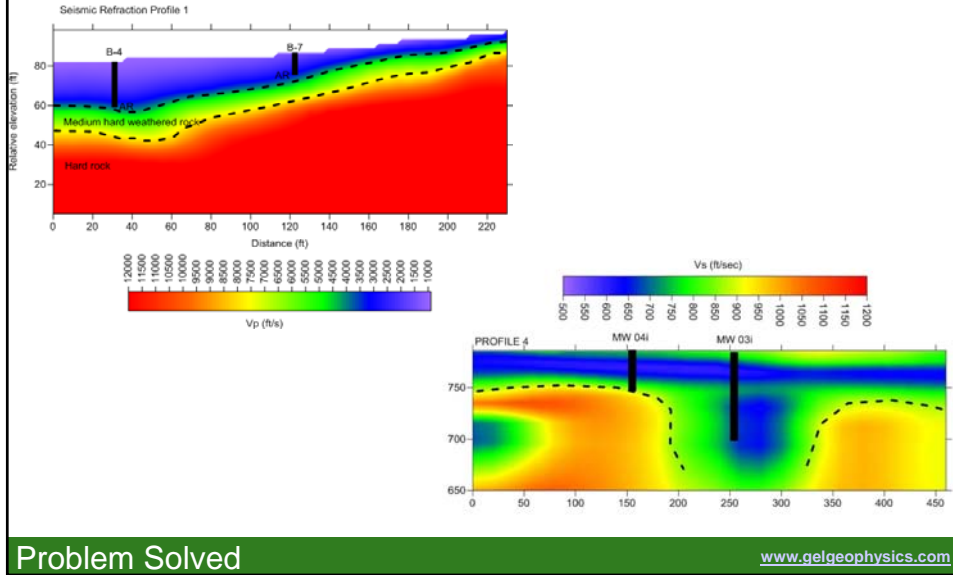 Seismic Refraction Profile 1
B-4
B-7
AR
AR
Medium hard weathered rock
Hard rock
Relative elevation (ft)
80
60
40
20
0 20 40 60 80 100 120 140 160 180 200 220
Distance (ft)
12000 11500 11000 10500 10000 9500 9000 8500 8000 7500 7000 6500 6000 5500 5000 4500 4000 3500 3000 2500 2000 1500 1000
Vp (ft/s)
Vs (ft/sec)
500 550 600 650 700 750 800 850 900 950 1000 1050 1100 1150 1200
PROFILE 4
MW 04i
MW 03i
750
700
650
0 50 100 150 200 250 300 350 400 450
Problem Solved
www.gelgeophysics.com